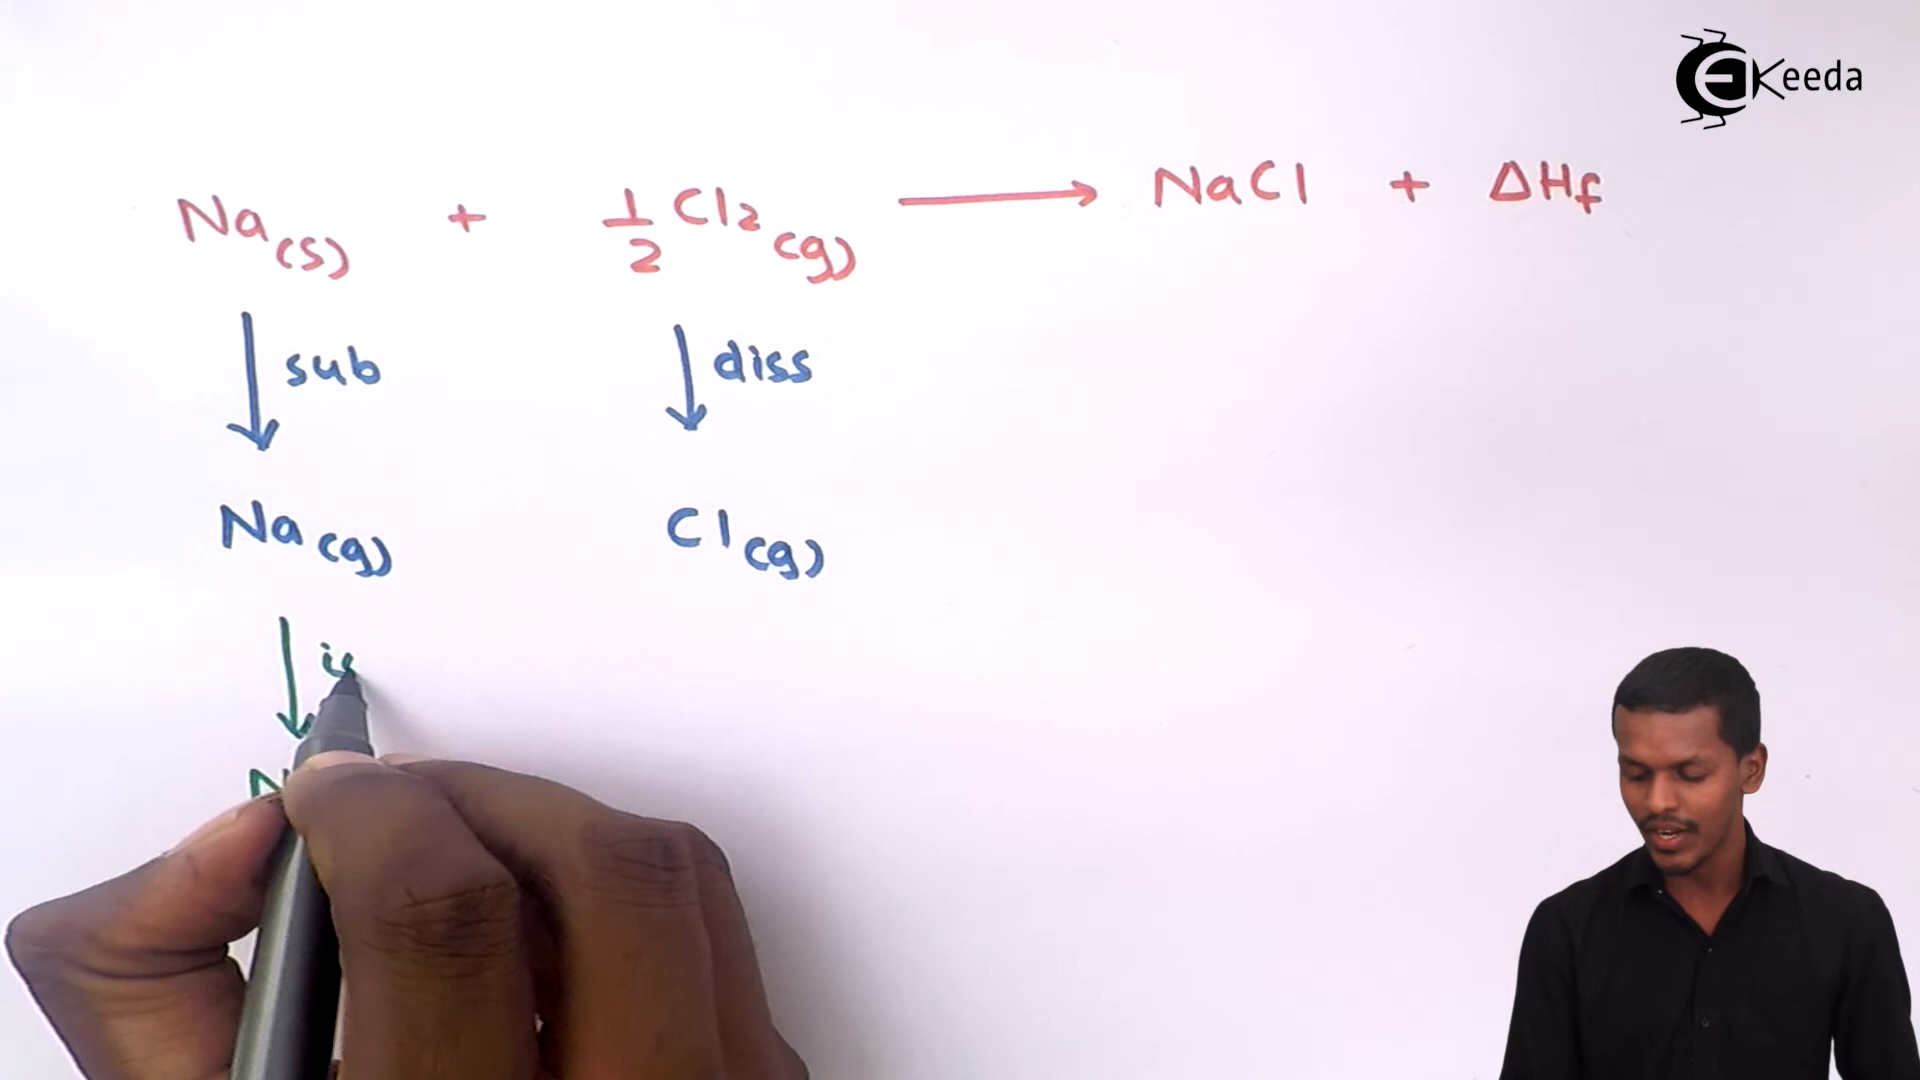 Keeda
Na(s) + 1/2 Cl2(g) → NaCl + ΔHf
↓ sub ↓ diss
Na(g) Cl(g)
↓